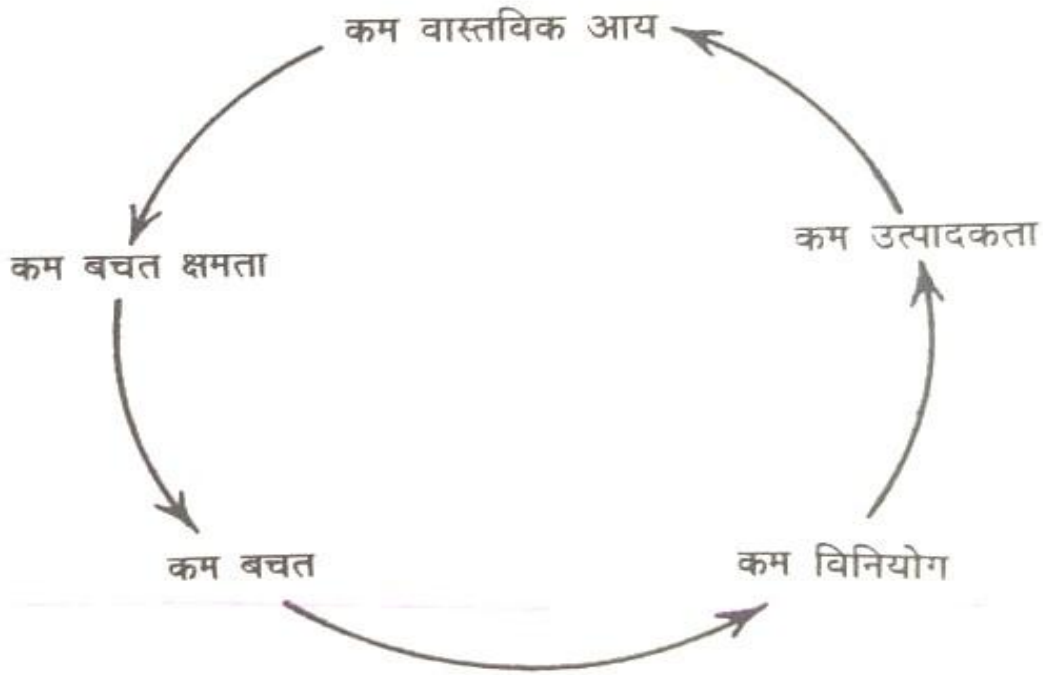 कम वास्तविक आय
कम उत्पादकता
कम बचत क्षमता
कम बचत
कम विनियोग